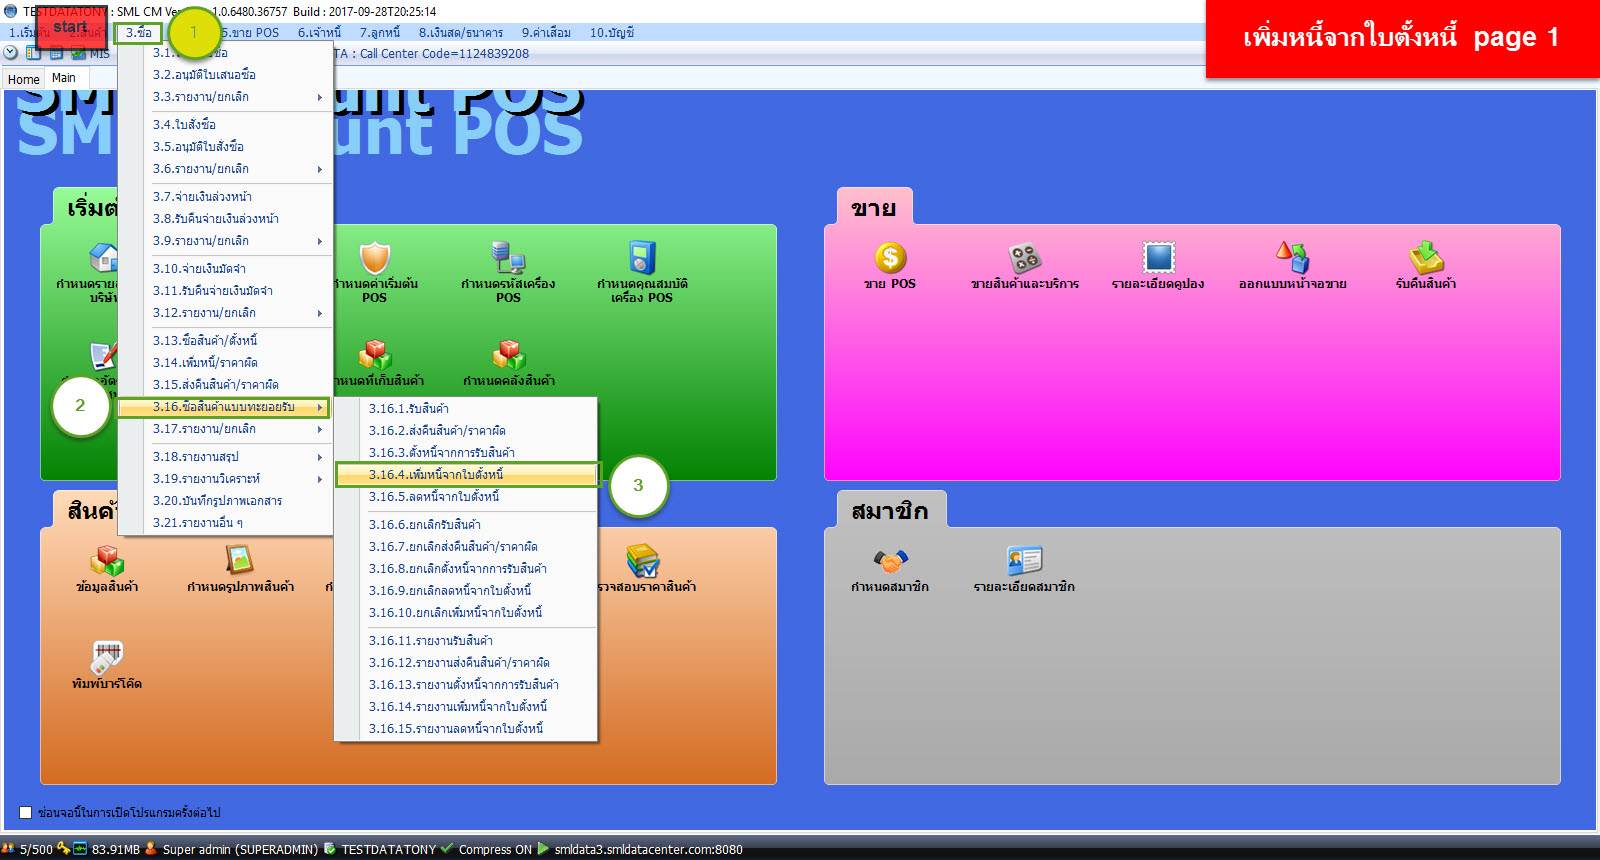 TESTDATATONY : SML CM Ver 1.0.6480.36757 Build : 2017-09-28T20:25:14
start
เพิ่มหนี้จากใบตั้งหนี้ page 1
3.ซื้อ
1
5.ขาย POS
6.เจ้าหนี้
7.ลูกหนี้
8.เงินสด/ธนาคาร
9.ค่าเสื่อม
10.บัญชี
MIS
TA : Call Center Code=1124839208
Home
Main
SM unt POS
3.2.อนุมัติใบเสนอซื้อ
3.3.รายงาน/ยกเลิก
3.4.ใบสั่งซื้อ
3.5.อนุมัติใบสั่งซื้อ
3.6.รายงาน/ยกเลิก
3.7.จ่ายเงินล่วงหน้า
3.8.รับคืนจ่ายเงินล่วงหน้า
3.9.รายงาน/ยกเลิก
3.10.จ่ายเงินมัดจำ
3.11.รับคืนจ่ายเงินมัดจำ
3.12.รายงาน/ยกเลิก
3.13.ซื้อสินค้า/ตั้งหนี้
3.14.เพิ่มหนี้/ราคาผิด
3.15.ส่งคืนสินค้า/ราคาผิด
2
3.16.ซื้อสินค้าแบบทะยอยรับ
3.17.รายงาน/ยกเลิก
3.18.รายงานสรุป
3.19.รายงานวิเคราะห์
3.20.บันทึกรูปภาพเอกสาร
3.21.รายงานอื่น ๆ
3.16.1.รับสินค้า
3.16.2.ส่งคืนสินค้า/ราคาผิด
3.16.3.ตั้งหนี้จากการรับสินค้า
3.16.4.เพิ่มหนี้จากใบตั้งหนี้
3
3.16.5.ลดหนี้จากใบตั้งหนี้
3.16.6.ยกเลิกรับสินค้า
3.16.7.ยกเลิกส่งคืนสินค้า/ราคาผิด
3.16.8.ยกเลิกตั้งหนี้จากการรับสินค้า
3.16.9.ยกเลิกลดหนี้จากใบตั้งหนี้
3.16.10.ยกเลิกเพิ่มหนี้จากใบตั้งหนี้
3.16.11.รายงานรับสินค้า
3.16.12.รายงานส่งคืนสินค้า/ราคาผิด
3.16.13.รายงานตั้งหนี้จากการรับสินค้า
3.16.14.รายงานเพิ่มหนี้จากใบตั้งหนี้
3.16.15.รายงานลดหนี้จากใบตั้งหนี้
กำหนดค่าเริ่มต้น
POS
กำหนดรหัสเครื่อง
POS
กำหนดคุณสมบัติ
เครื่อง POS
กำหนดที่เก็บสินค้า
กำหนดคลังสินค้า
ขาย
ขาย POS
ขายสินค้าและบริการ
รายละเอียดคูปอง
ออกแบบหน้าจอขาย
รับคืนสินค้า
สินค้า
ข้อมูลสินค้า
กำหนดรูปภาพสินค้า
รวจสอบราคาสินค้า
พิมพ์บาร์โค๊ด
สมาชิก
กำหนดสมาชิก
รายละเอียดสมาชิก
ซ่อนจอนี้ในการเปิดโปรแกรมครั้งต่อไป
5/500 83.91MB Super admin (SUPERADMIN) TESTDATATONY Compress ON smldata3.smldatacenter.com:8080